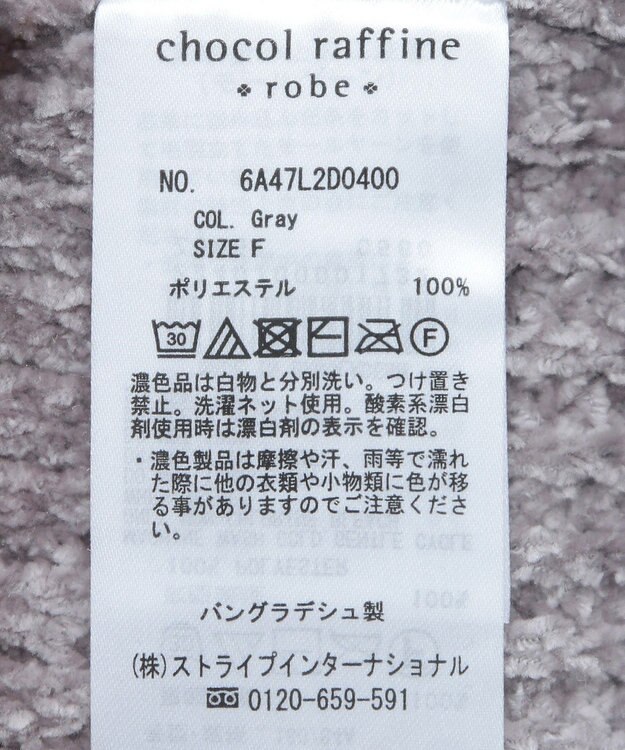 chocol raffine
robe
NO. 6A47L2D0400
COL. Gray
SIZE F
ポリエステル 100%
30 F
濃色品は白物と分別洗い。つけ置き
禁止。洗濯ネット使用。酸素系漂白
剤使用時は漂白剤の表示を確認。
・濃色製品は摩擦や汗、雨等で濡れ
た際に他の衣類や小物類に色が移
る事がありますのでご注意くださ
い。
バングラデシュ製
(株)ストライプインターナショナル
0120-659-591